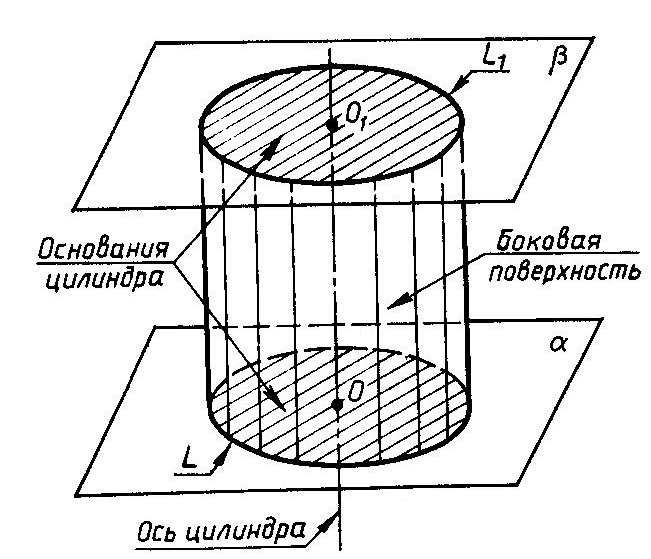 L₁
β
O₁
Основания
цилиндра
Боковая
поверхность
α
O
L
Ось цилиндра